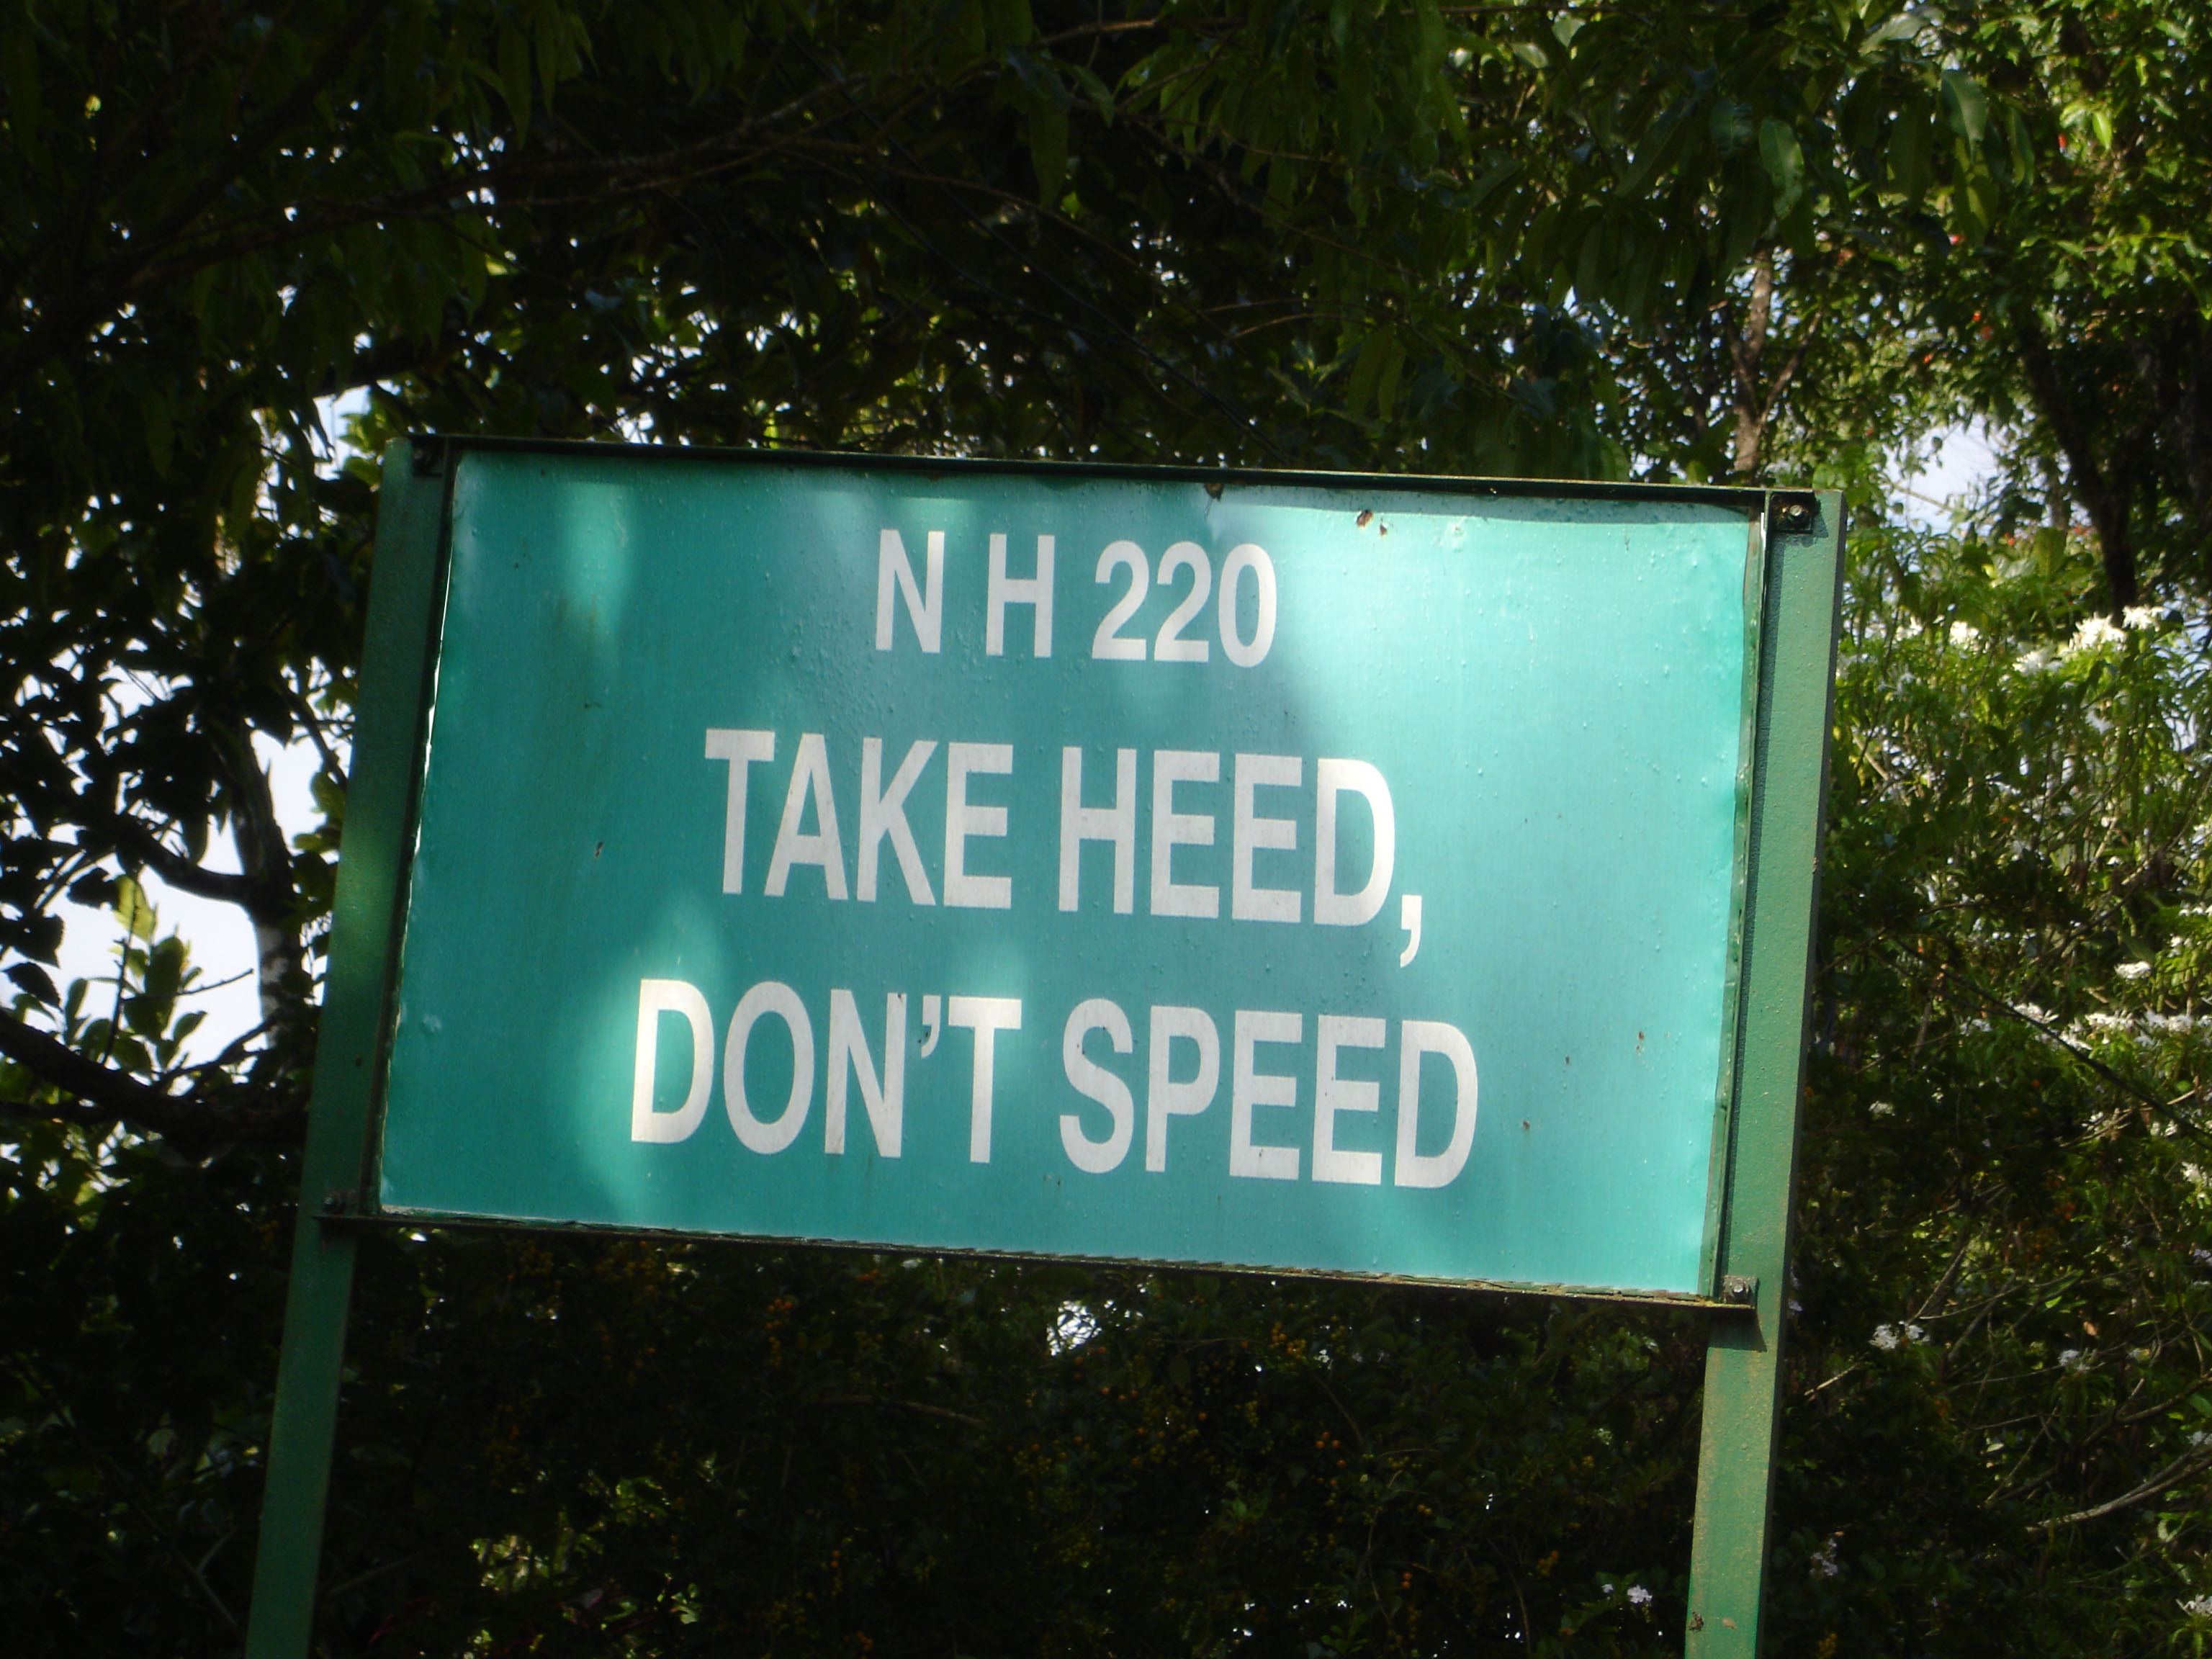 N H 220
TAKE HEED,
DON'T SPEED